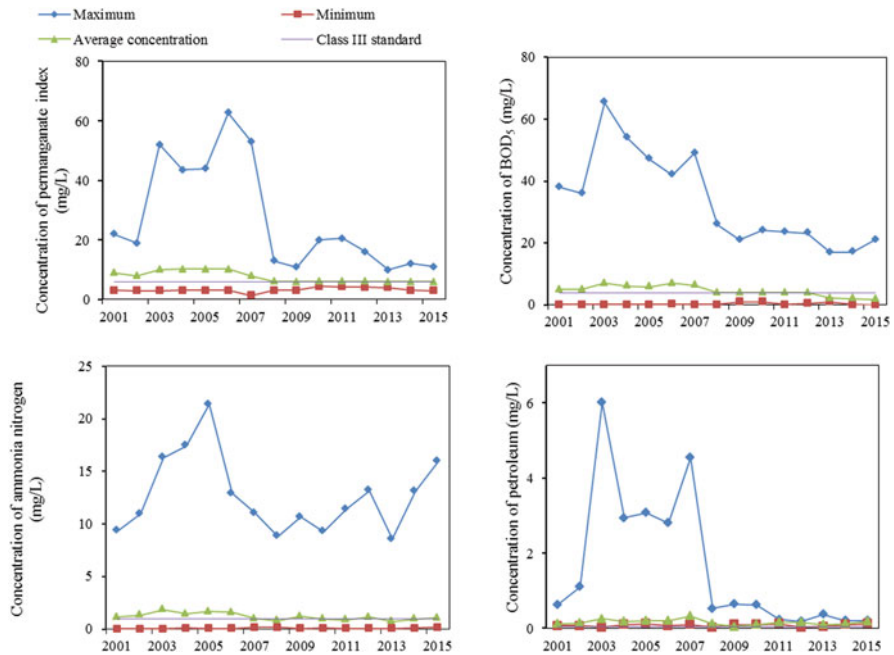 Maximum Minimum
Average concentration Class III standard
Concentration of permanganate index
(mg/L)
80
60
40
20
0
2001 2003 2005 2007 2009 2011 2013 2015
Concentration of BOD5 (mg/L)
80
60
40
20
0
2001 2003 2005 2007 2009 2011 2013 2015
Concentration of ammonia nitrogen
(mg/L)
25
20
15
10
5
0
2001 2003 2005 2007 2009 2011 2013 2015
Concentration of petroleum (mg/L)
6
4
2
0
2001 2003 2005 2007 2009 2011 2013 2015